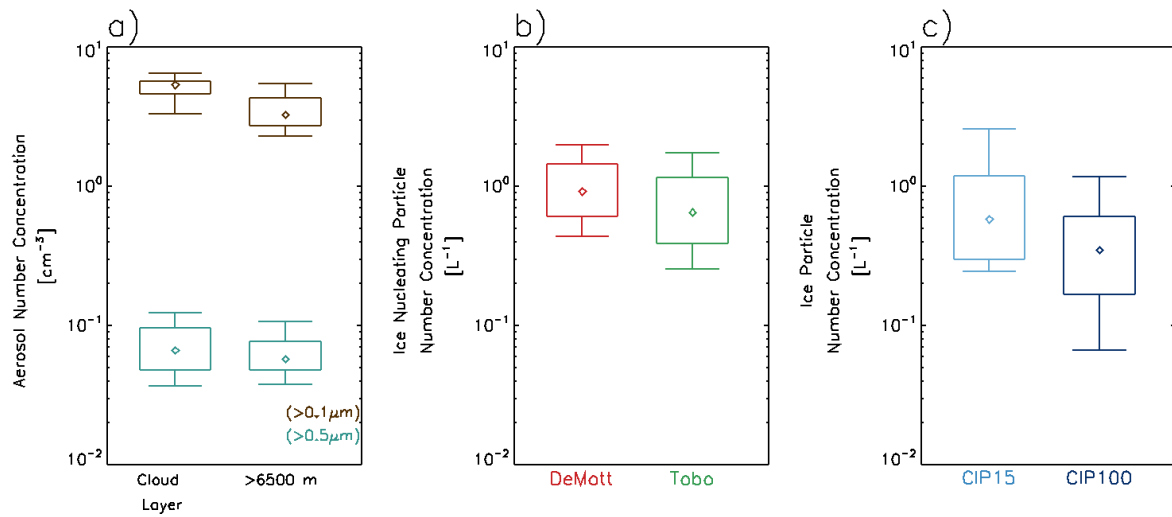 a)
Aerosol Number Concentration
[cm⁻³]
10¹
10⁰
10⁻¹
10⁻²
(>0.1μm)
(>0.5μm)
Cloud
Layer
>6500 m
b)
Ice Nucleating Particle
Number Concentration
[L⁻¹]
10¹
10⁰
10⁻¹
10⁻²
DeMott
Tobo
c)
Ice Particle
Number Concentration
[L⁻¹]
10¹
10⁰
10⁻¹
10⁻²
CIP15
CIP100